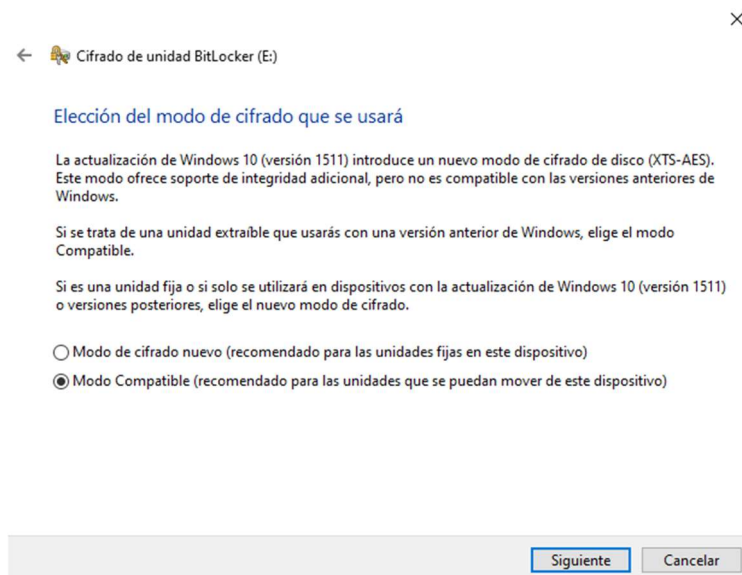 Cifrado de unidad BitLocker (E:)
Elección del modo de cifrado que se usará
La actualización de Windows 10 (versión 1511) introduce un nuevo modo de cifrado de disco (XTS-AES).
Este modo ofrece soporte de integridad adicional, pero no es compatible con las versiones anteriores de
Windows.
Si se trata de una unidad extraíble que usarás con una versión anterior de Windows, elige el modo
Compatible.
Si es una unidad fija o si solo se utilizará en dispositivos con la actualización de Windows 10 (versión 1511)
o versiones posteriores, elige el nuevo modo de cifrado.
Modo de cifrado nuevo (recomendado para las unidades fijas en este dispositivo)
Modo Compatible (recomendado para las unidades que se puedan mover de este dispositivo)
Siguiente Cancelar